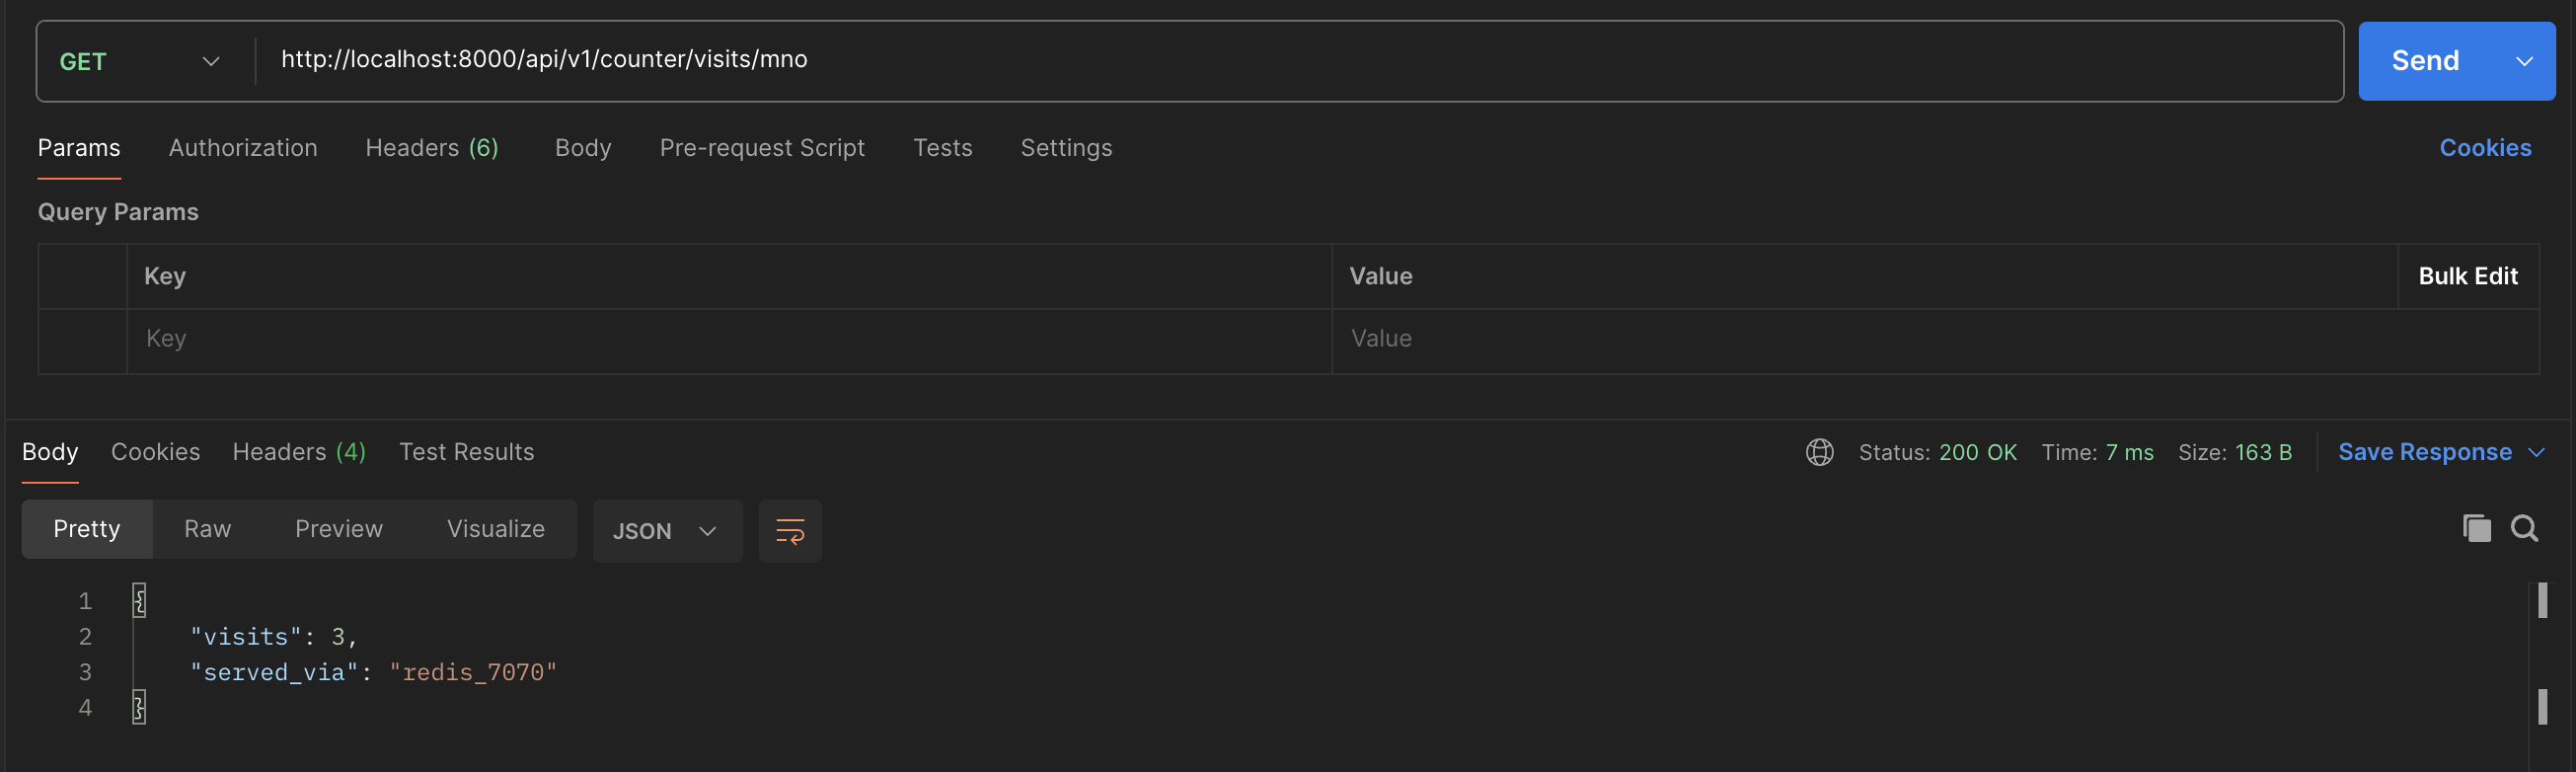 GET http://localhost:8000/api/v1/counter/visits/mno Send
Params Authorization Headers (6) Body Pre-request Script Tests Settings Cookies
Query Params
Key Value Bulk Edit
Key Value
Body Cookies Headers (4) Test Results Status: 200 OK Time: 7 ms Size: 163 B Save Response
Pretty Raw Preview Visualize JSON
1 {
2 "visits": 3,
3 "served_via": "redis_7070"
4 }